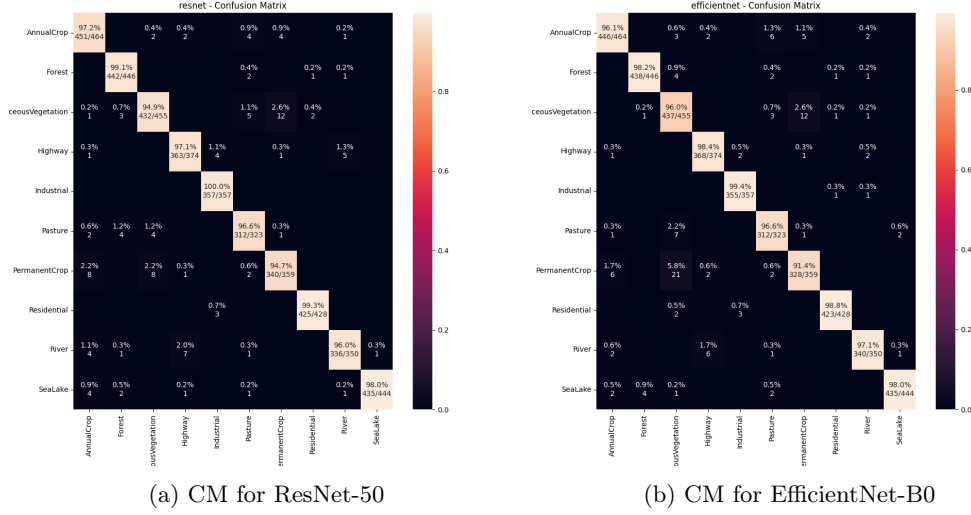 resnet - Confusion Matrix
AnnualCrop 97.2% 0.4% 0.4% 0.9% 0.9% 0.2%
451/464 2 2 4 4 1
Forest 99.1% 0.4% 0.2% 0.2%
442/446 2 1 1
ceousVegetation 0.2% 0.7% 94.9% 1.1% 2.6% 0.4%
1 3 432/455 5 12 2
Highway 0.3% 97.1% 1.1% 0.3% 1.3%
1 363/374 4 1 5
Industrial 100.0%
357/357
Pasture 0.6% 1.2% 1.2% 96.6% 0.3%
2 4 4 312/323 1
PermanentCrop 2.2% 2.2% 0.3% 0.6% 94.7%
8 8 1 2 340/359
Residential 0.7% 99.3%
3 425/428
River 1.1% 0.3% 2.0% 0.3% 96.0% 0.3%
4 1 7 1 336/350 1
SeaLake 0.9% 0.5% 0.2% 0.2% 0.2% 98.0%
4 2 1 1 1 435/444
AnnualCrop
Forest
ousVegetation
Highway
Industrial
Pasture
ermanentCrop
Residential
River
SeaLake
0.8
0.6
0.4
0.2
0.0
(a) CM for ResNet-50
efficientnet - Confusion Matrix
AnnualCrop 96.1% 0.6% 0.4% 1.3% 1.1% 0.4%
446/464 3 2 6 5 2
Forest 98.2% 0.9% 0.4% 0.2% 0.2%
438/446 4 2 1 1
ceousVegetation 0.2% 96.0% 0.7% 2.6% 0.2% 0.2%
1 437/455 3 12 1 1
Highway 0.3% 98.4% 0.5% 0.3% 0.5%
1 368/374 2 1 2
Industrial 99.4% 0.3% 0.3%
355/357 1 1
Pasture 0.3% 2.2% 96.6% 0.3% 0.6%
1 7 312/323 1 2
PermanentCrop 1.7% 5.8% 0.6% 0.6% 91.4%
6 21 2 2 328/359
Residential 0.5% 0.7% 98.8%
2 3 423/428
River 0.6% 1.7% 0.3% 97.1% 0.3%
2 6 1 340/350 1
SeaLake 0.5% 0.9% 0.2% 0.5% 98.0%
2 4 1 2 435/444
AnnualCrop
Forest
ousVegetation
Highway
Industrial
Pasture
ermanentCrop
Residential
River
SeaLake
0.8
0.6
0.4
0.2
0.0
(b) CM for EfficientNet-B0